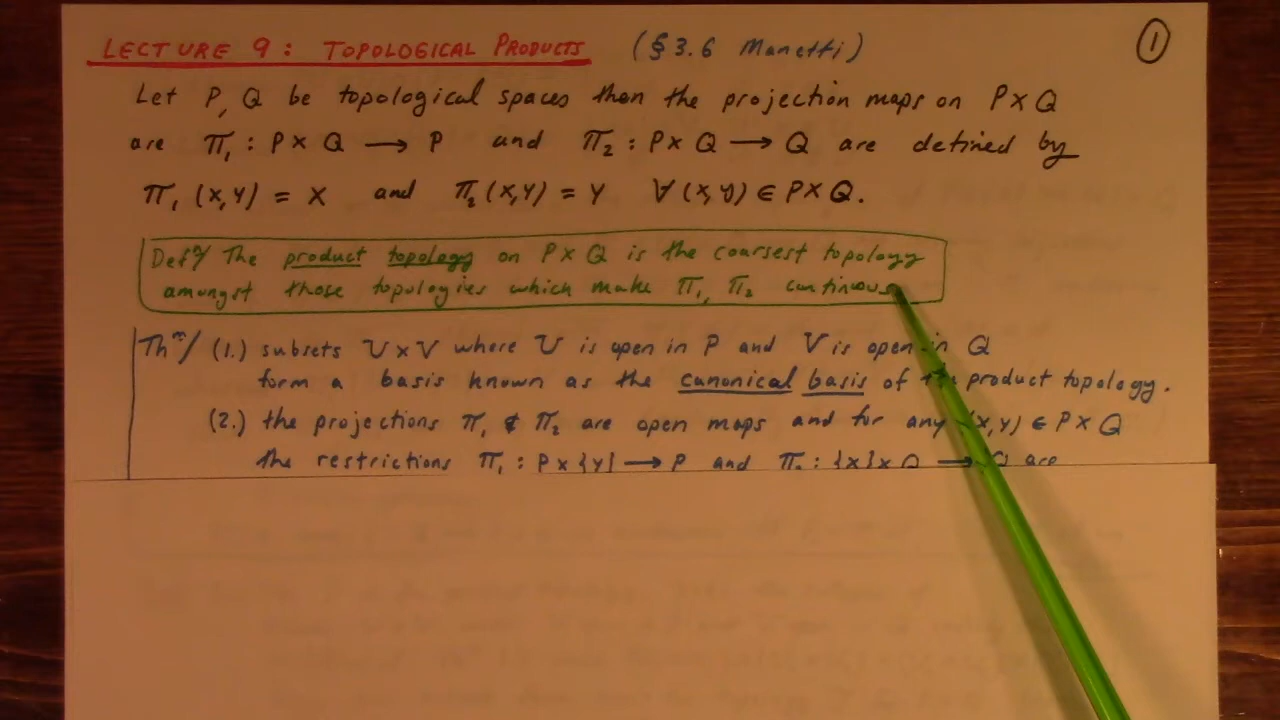 LECTURE 9: TOPOLOGICAL PRODUCTS (§3.6 Manetti) ①
Let P, Q be topological spaces then the projection maps on P×Q
are π₁ : P×Q → P and π₂ : P×Q → Q are defined by
π₁(x,y) = x and π₂(x,y) = y ∀(x,y) ∈ P×Q.
Defⁿ/ The product topology on P×Q is the coarsest topology
amongst those topologies which make π₁, π₂ continuous
Thᵐ/ (1.) subsets U×V where U is open in P and V is open in Q
form a basis known as the canonical basis of the product topology.
(2.) the projections π₁ & π₂ are open maps and for any (x,y) ∈ P×Q
the restrictions π₁ : P×{y} → P and π₂ : {x}×Q → Q are